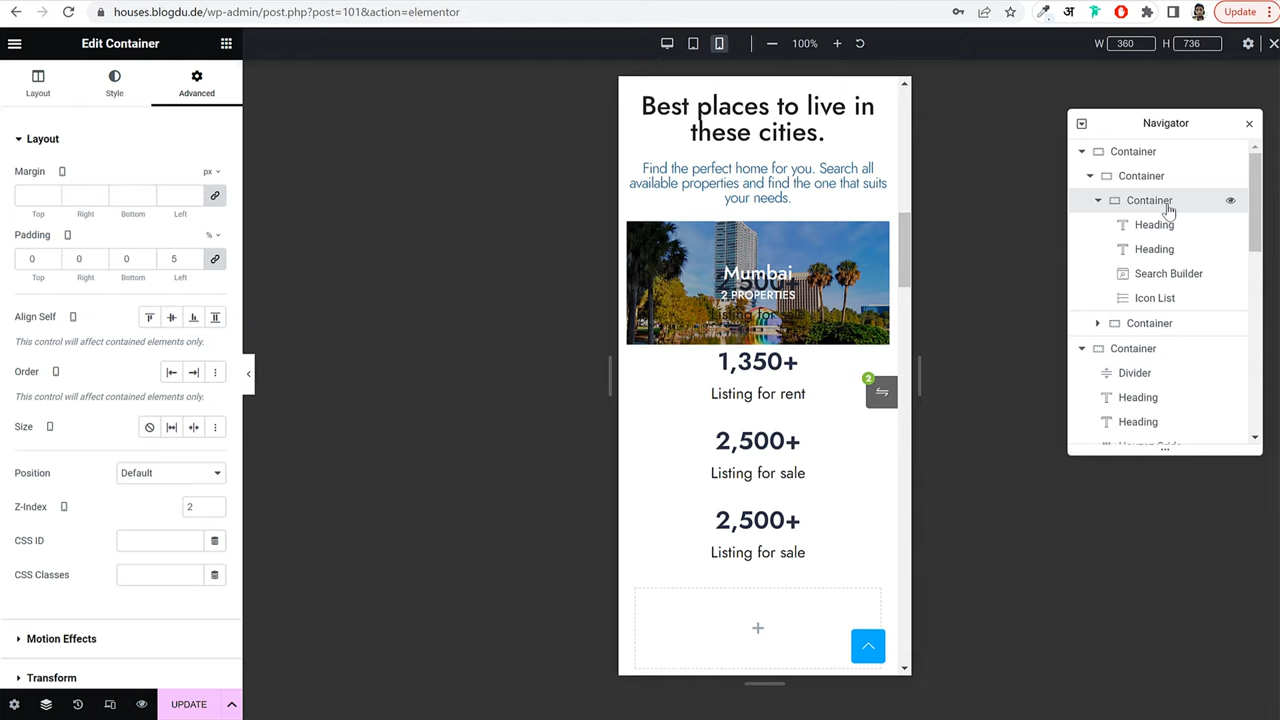 houses.blogdu.de/wp-admin/post.php?post=101&action=elementor
अ
Update
Edit Container
100%
W 360 H 736
Layout Style Advanced
Layout
Margin px
Top Right Bottom Left
Padding %
0 0 0 5
Top Right Bottom Left
Align Self
This control will affect contained elements only.
Order
This control will affect contained elements only.
Size
Position Default
Z-Index 2
CSS ID
CSS Classes
Motion Effects
Transform
UPDATE
Best places to live in
these cities.
Find the perfect home for you. Search all
available properties and find the one that suits
your needs.
Mumbai
2,500+
2 PROPERTIES
Listing for sale
1,350+
Listing for rent
2,500+
Listing for sale
2,500+
Listing for sale
2
Navigator
Container
Container
Container
Heading
Heading
Search Builder
Icon List
Container
Container
Divider
Heading
Heading